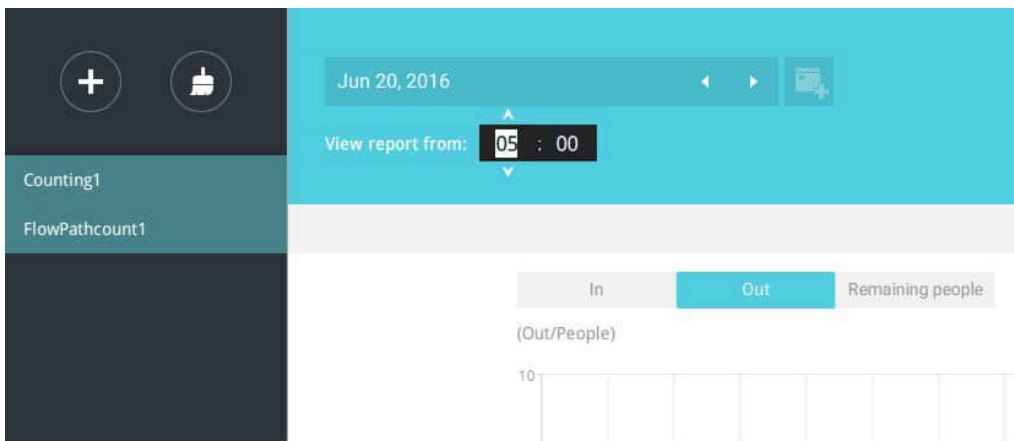 Jun 20, 2016
View report from: 05 : 00
Counting1
FlowPathcount1
In Out Remaining people
(Out/People)
10